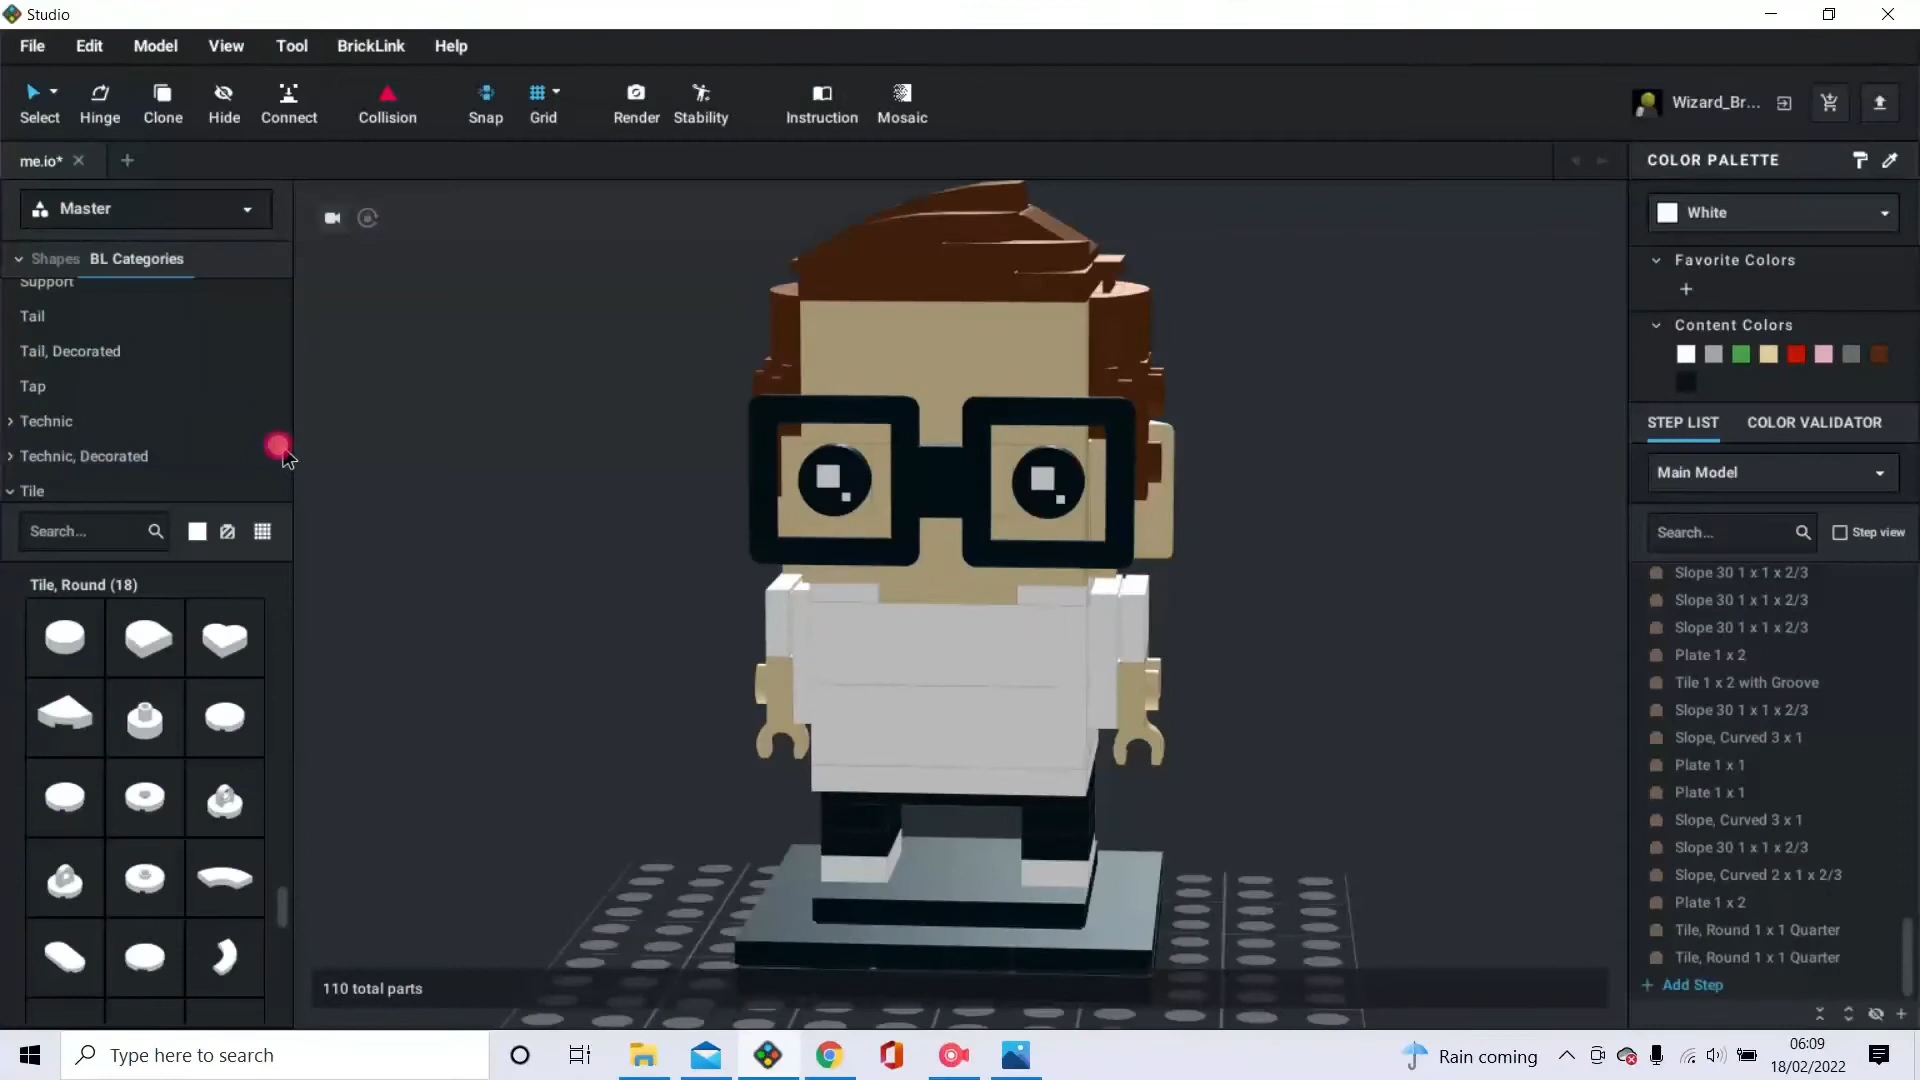 Studio
File Edit Model View Tool BrickLink Help
Select Hinge Clone Hide Connect Collision Snap Grid Render Stability Instruction Mosaic
Wizard_Br...
me.io*
COLOR PALETTE
Master
White
Shapes BL Categories
Favorite Colors
Support
Tail
Content Colors
Tail, Decorated
Tap
Technic
STEP LIST COLOR VALIDATOR
Technic, Decorated
Main Model
Tile
Search...
Search...
Step view
Tile, Round (18)
Slope 30 1 x 1 x 2/3
Slope 30 1 x 1 x 2/3
Slope 30 1 x 1 x 2/3
Plate 1 x 2
Tile 1 x 2 with Groove
Slope 30 1 x 1 x 2/3
Slope, Curved 3 x 1
Plate 1 x 1
Plate 1 x 1
Slope, Curved 3 x 1
Slope 30 1 x 1 x 2/3
Slope, Curved 2 x 1 x 2/3
Plate 1 x 2
Tile, Round 1 x 1 Quarter
Tile, Round 1 x 1 Quarter
Add Step
110 total parts
Type here to search
Rain coming
06:09
18/02/2022